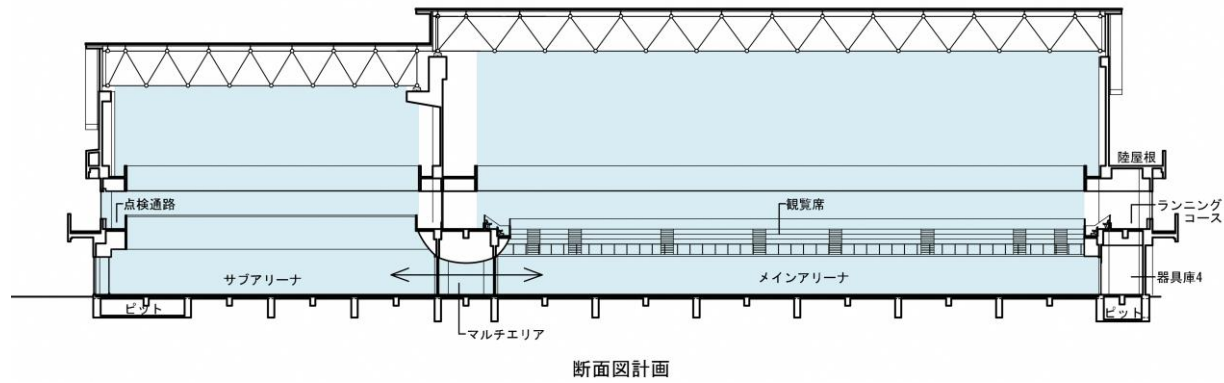 陸屋根
点検通路
観覧席
ランニング
コース
サブアリーナ
メインアリーナ
器具庫4
ピット
ピット
マルチエリア
断面図計画